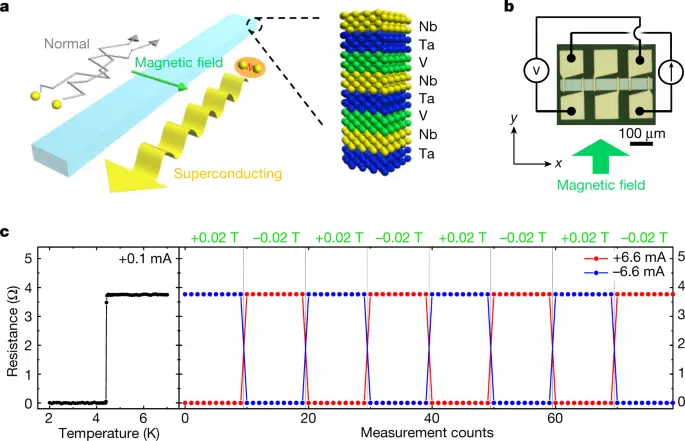 a
Normal
Magnetic field
Superconducting
Nb
Ta
V
Nb
Ta
V
Nb
Ta
b
V
y
x
100 μm
Magnetic field
c
+0.02 T −0.02 T +0.02 T −0.02 T +0.02 T −0.02 T +0.02 T −0.02 T
+0.1 mA
+6.6 mA
−6.6 mA
Resistance (Ω)
5
4
3
2
1
0
5
4
3
2
1
0
2 4 6
0 20 40 60
Temperature (K)
Measurement counts